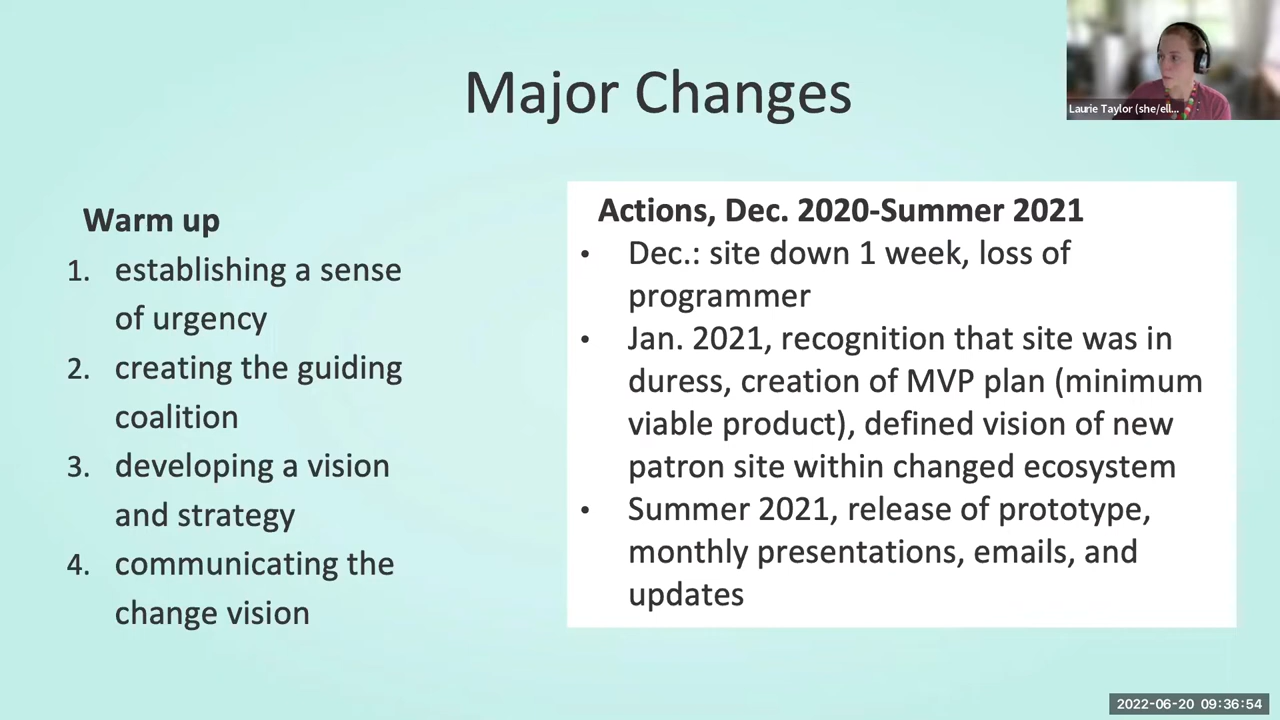 Major Changes
Laurie Taylor (she/ell...
Warm up
1. establishing a sense
of urgency
2. creating the guiding
coalition
3. developing a vision
and strategy
4. communicating the
change vision
Actions, Dec. 2020-Summer 2021
• Dec.: site down 1 week, loss of
programmer
• Jan. 2021, recognition that site was in
duress, creation of MVP plan (minimum
viable product), defined vision of new
patron site within changed ecosystem
• Summer 2021, release of prototype,
monthly presentations, emails, and
updates
2022-06-20 09:36:54